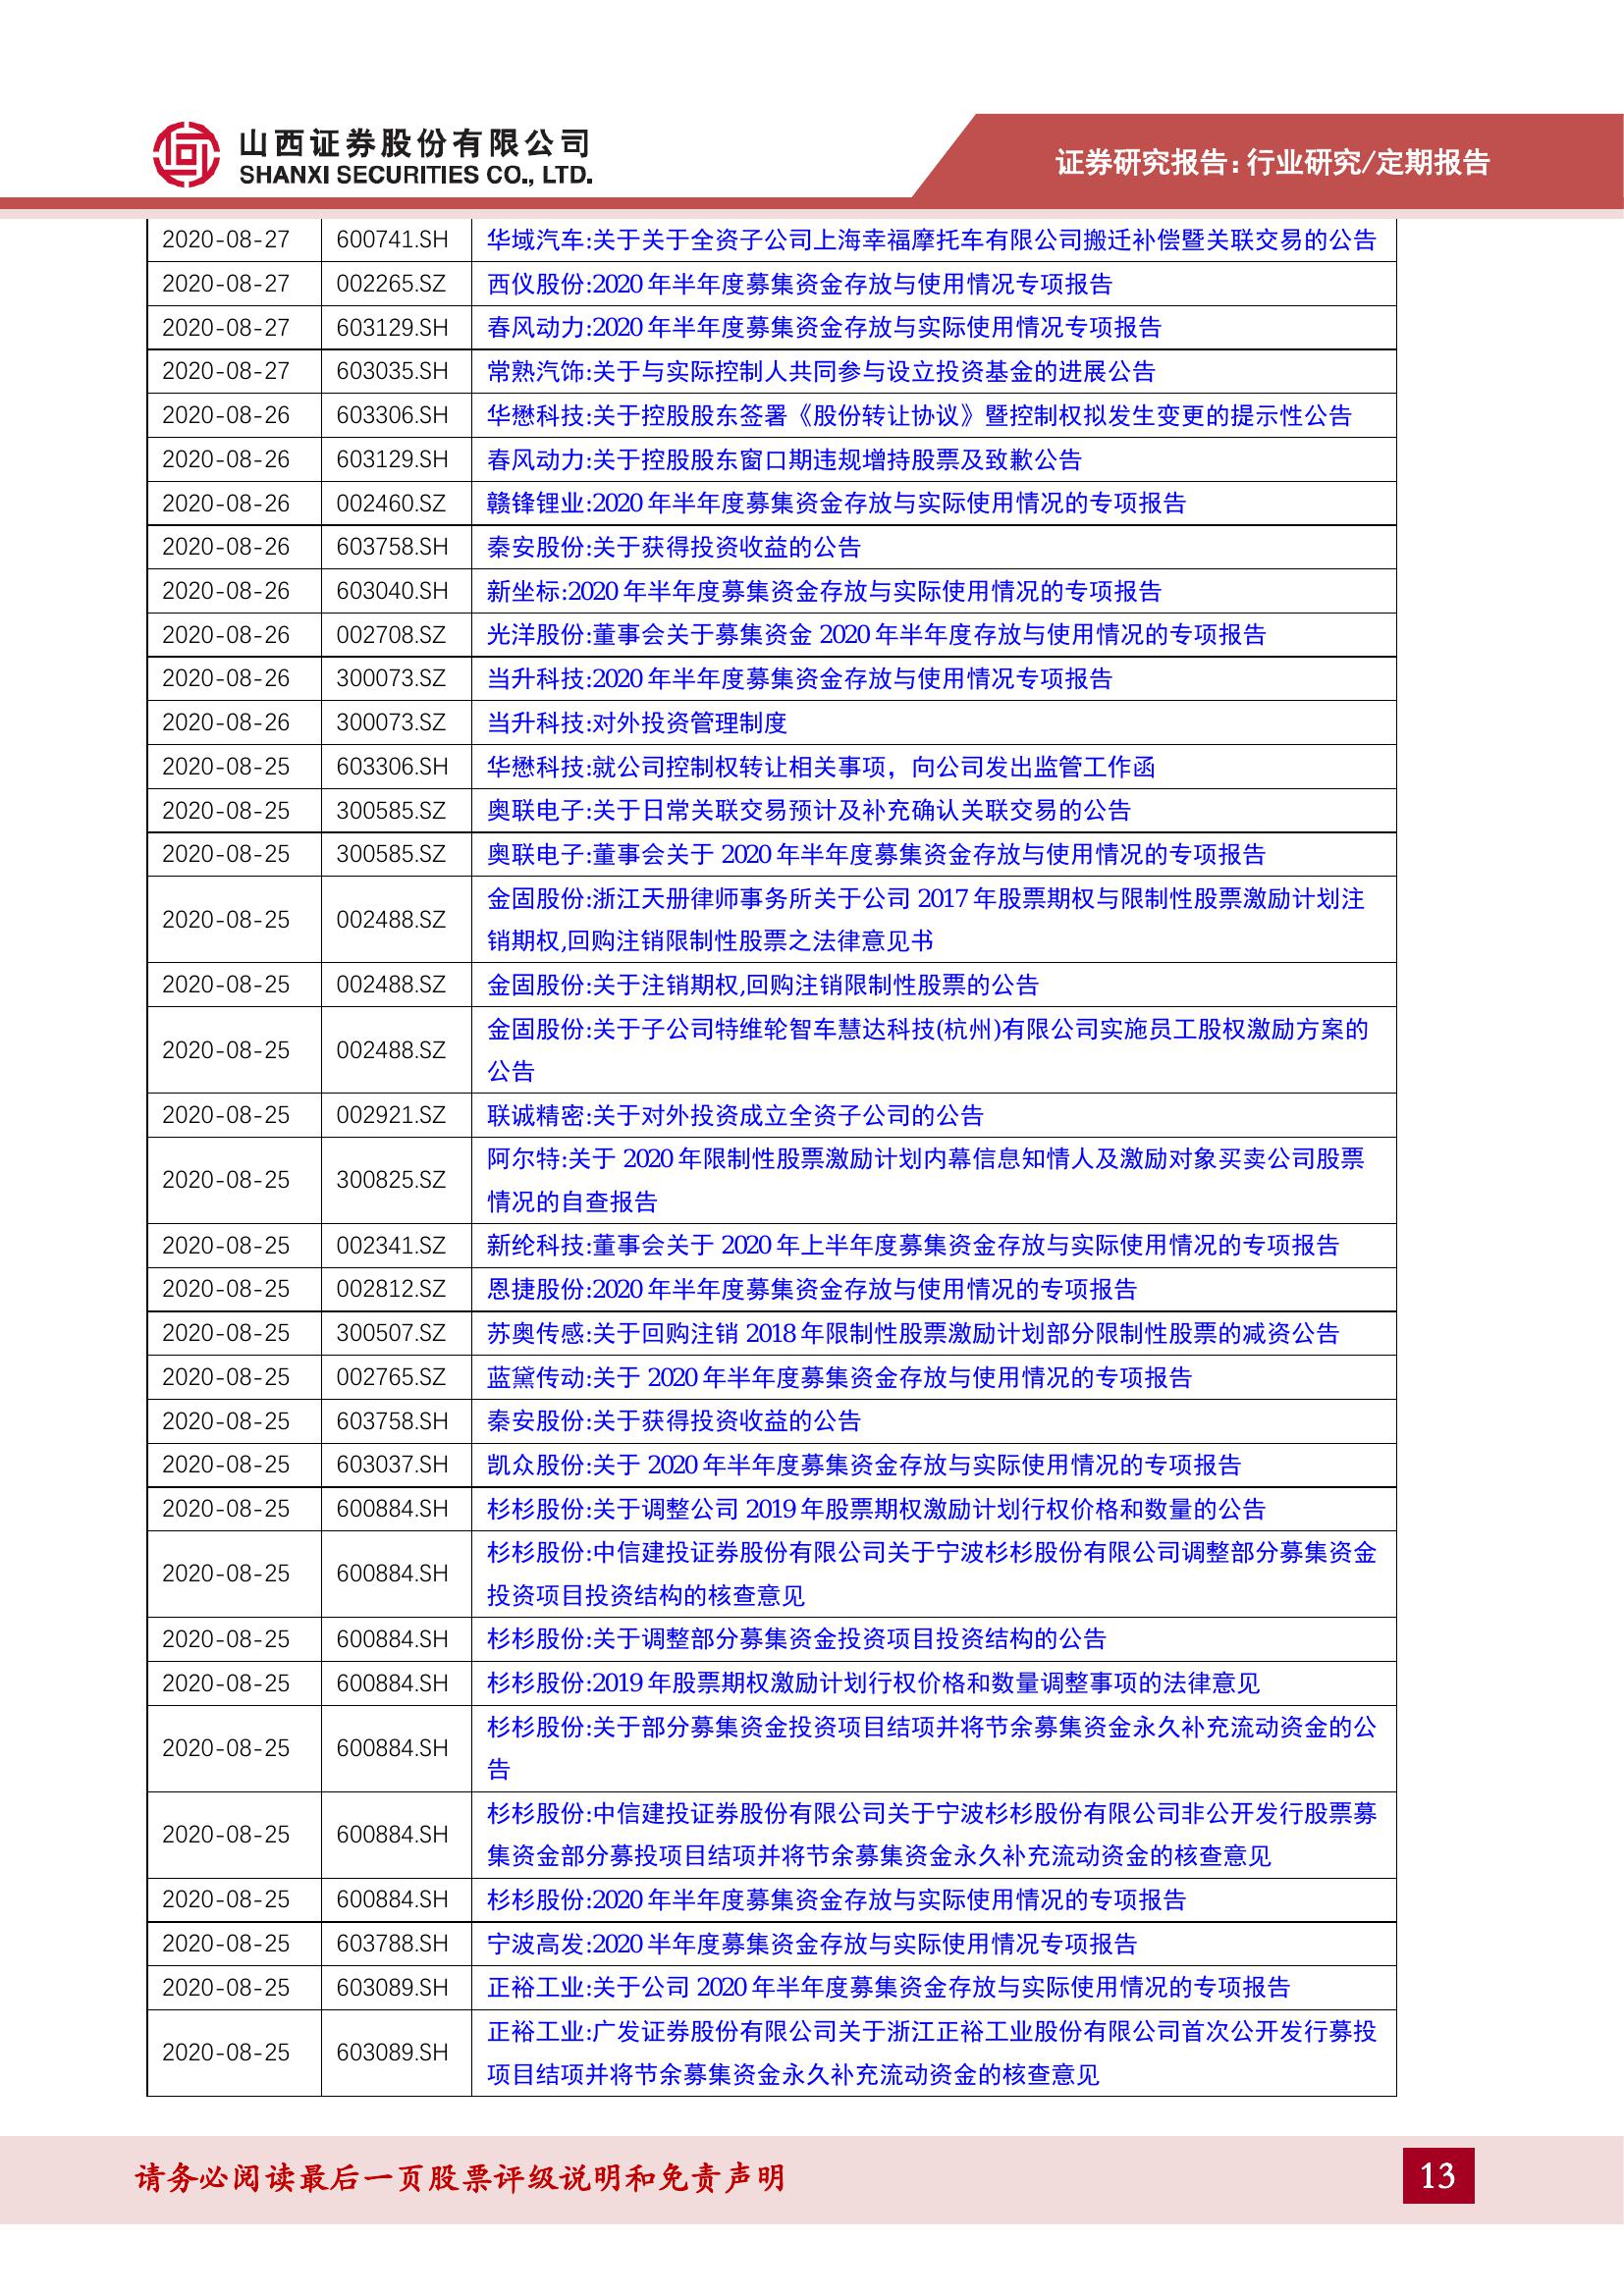 山西证券股份有限公司
SHANXI SECURITIES CO., LTD.
证券研究报告:行业研究/定期报告
2020-08-27 600741.SH 华域汽车:关于关于全资子公司上海幸福摩托车有限公司搬迁补偿暨关联交易的公告
2020-08-27 002265.SZ 西仪股份:2020 年半年度募集资金存放与使用情况专项报告
2020-08-27 603129.SH 春风动力:2020 年半年度募集资金存放与实际使用情况专项报告
2020-08-27 603035.SH 常熟汽饰:关于与实际控制人共同参与设立投资基金的进展公告
2020-08-26 603306.SH 华懋科技:关于控股股东签署《股份转让协议》暨控制权拟发生变更的提示性公告
2020-08-26 603129.SH 春风动力:关于控股股东窗口期违规增持股票及致歉公告
2020-08-26 002460.SZ 赣锋锂业:2020 年半年度募集资金存放与实际使用情况的专项报告
2020-08-26 603758.SH 秦安股份:关于获得投资收益的公告
2020-08-26 603040.SH 新坐标:2020 年半年度募集资金存放与实际使用情况的专项报告
2020-08-26 002708.SZ 光洋股份:董事会关于募集资金 2020 年半年度存放与使用情况的专项报告
2020-08-26 300073.SZ 当升科技:2020 年半年度募集资金存放与使用情况专项报告
2020-08-26 300073.SZ 当升科技:对外投资管理制度
2020-08-25 603306.SH 华懋科技:就公司控制权转让相关事项，向公司发出监管工作函
2020-08-25 300585.SZ 奥联电子:关于日常关联交易预计及补充确认关联交易的公告
2020-08-25 300585.SZ 奥联电子:董事会关于 2020 年半年度募集资金存放与使用情况的专项报告
2020-08-25 002488.SZ 金固股份:浙江天册律师事务所关于公司 2017 年股票期权与限制性股票激励计划注
销期权,回购注销限制性股票之法律意见书
2020-08-25 002488.SZ 金固股份:关于注销期权,回购注销限制性股票的公告
2020-08-25 002488.SZ 金固股份:关于子公司特维轮智车慧达科技(杭州)有限公司实施员工股权激励方案的
公告
2020-08-25 002921.SZ 联诚精密:关于对外投资成立全资子公司的公告
2020-08-25 300825.SZ 阿尔特:关于 2020 年限制性股票激励计划内幕信息知情人及激励对象买卖公司股票
情况的自查报告
2020-08-25 002341.SZ 新纶科技:董事会关于 2020 年上半年度募集资金存放与实际使用情况的专项报告
2020-08-25 002812.SZ 恩捷股份:2020 年半年度募集资金存放与使用情况的专项报告
2020-08-25 300507.SZ 苏奥传感:关于回购注销 2018 年限制性股票激励计划部分限制性股票的减资公告
2020-08-25 002765.SZ 蓝黛传动:关于 2020 年半年度募集资金存放与使用情况的专项报告
2020-08-25 603758.SH 秦安股份:关于获得投资收益的公告
2020-08-25 603037.SH 凯众股份:关于 2020 年半年度募集资金存放与实际使用情况的专项报告
2020-08-25 600884.SH 杉杉股份:关于调整公司 2019 年股票期权激励计划行权价格和数量的公告
2020-08-25 600884.SH 杉杉股份:中信建投证券股份有限公司关于宁波杉杉股份有限公司调整部分募集资金
投资项目投资结构的核查意见
2020-08-25 600884.SH 杉杉股份:关于调整部分募集资金投资项目投资结构的公告
2020-08-25 600884.SH 杉杉股份:2019 年股票期权激励计划行权价格和数量调整事项的法律意见
2020-08-25 600884.SH 杉杉股份:关于部分募集资金投资项目结项并将节余募集资金永久补充流动资金的公
告
2020-08-25 600884.SH 杉杉股份:中信建投证券股份有限公司关于宁波杉杉股份有限公司非公开发行股票募
集资金部分募投项目结项并将节余募集资金永久补充流动资金的核查意见
2020-08-25 600884.SH 杉杉股份:2020 年半年度募集资金存放与实际使用情况的专项报告
2020-08-25 603788.SH 宁波高发:2020 半年度募集资金存放与实际使用情况专项报告
2020-08-25 603089.SH 正裕工业:关于公司 2020 年半年度募集资金存放与实际使用情况的专项报告
2020-08-25 603089.SH 正裕工业:广发证券股份有限公司关于浙江正裕工业股份有限公司首次公开发行募投
项目结项并将节余募集资金永久补充流动资金的核查意见
请务必阅读最后一页股票评级说明和免责声明
13